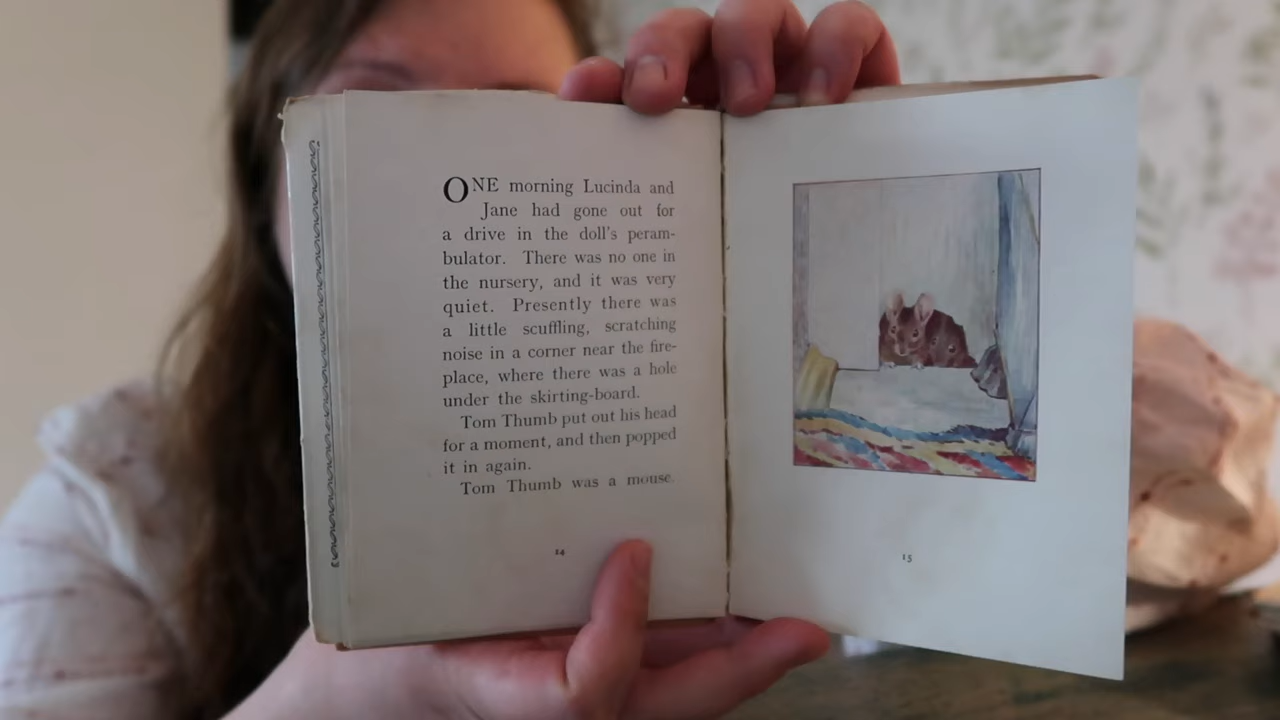 ONE morning Lucinda and
Jane had gone out for
a drive in the doll's peram-
bulator. There was no one in
the nursery, and it was very
quiet. Presently there was
a little scuffling, scratching
noise in a corner near the fire-
place, where there was a hole
under the skirting-board.
Tom Thumb put out his head
for a moment, and then popped
it in again.
Tom Thumb was a mouse.
14
15